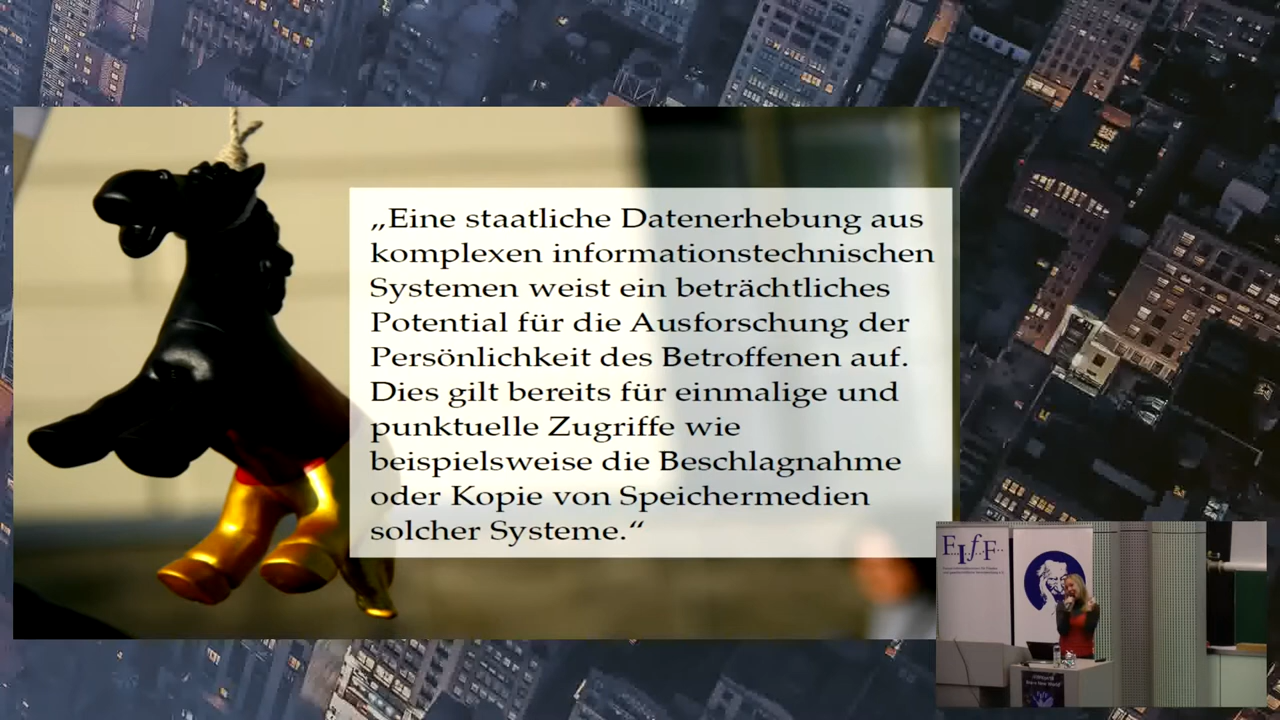 „Eine staatliche Datenerhebung aus
komplexen informationstechnischen
Systemen weist ein beträchtliches
Potential für die Ausforschung der
Persönlichkeit des Betroffenen auf.
Dies gilt bereits für einmalige und
punktuelle Zugriffe wie
beispielsweise die Beschlagnahme
oder Kopie von Speichermedien
solcher Systeme.“
F..I..f..F..